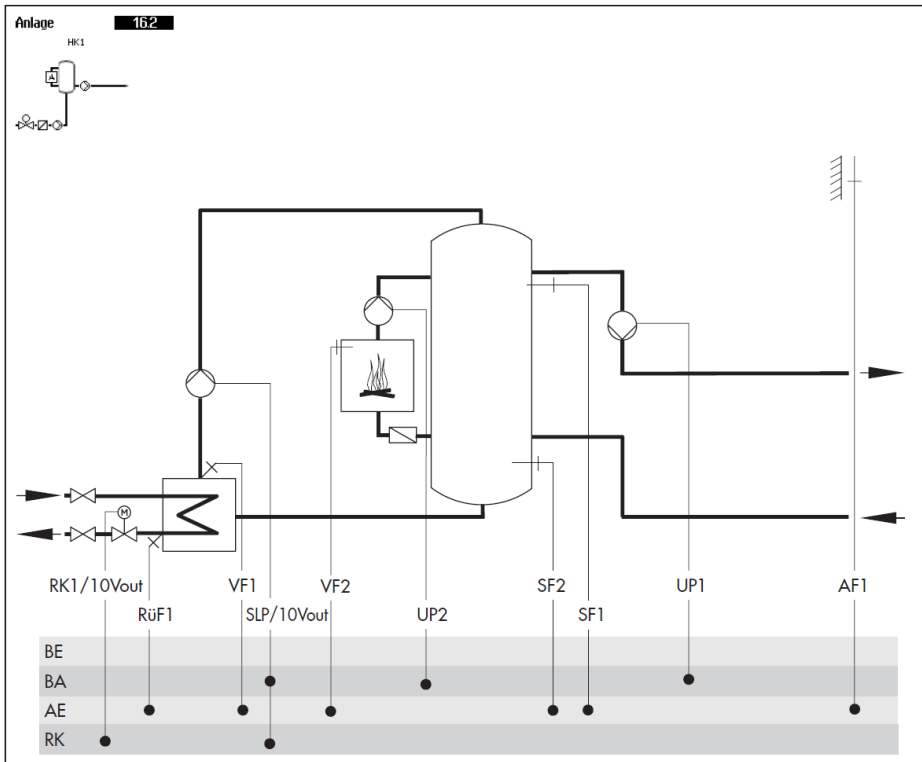 Anlage 16.2
HK1
M
RK1/10Vout VF1 VF2 SF2 UP1 AF1
RüF1 SLP/10Vout UP2 SF1
BE
BA
AE
RK